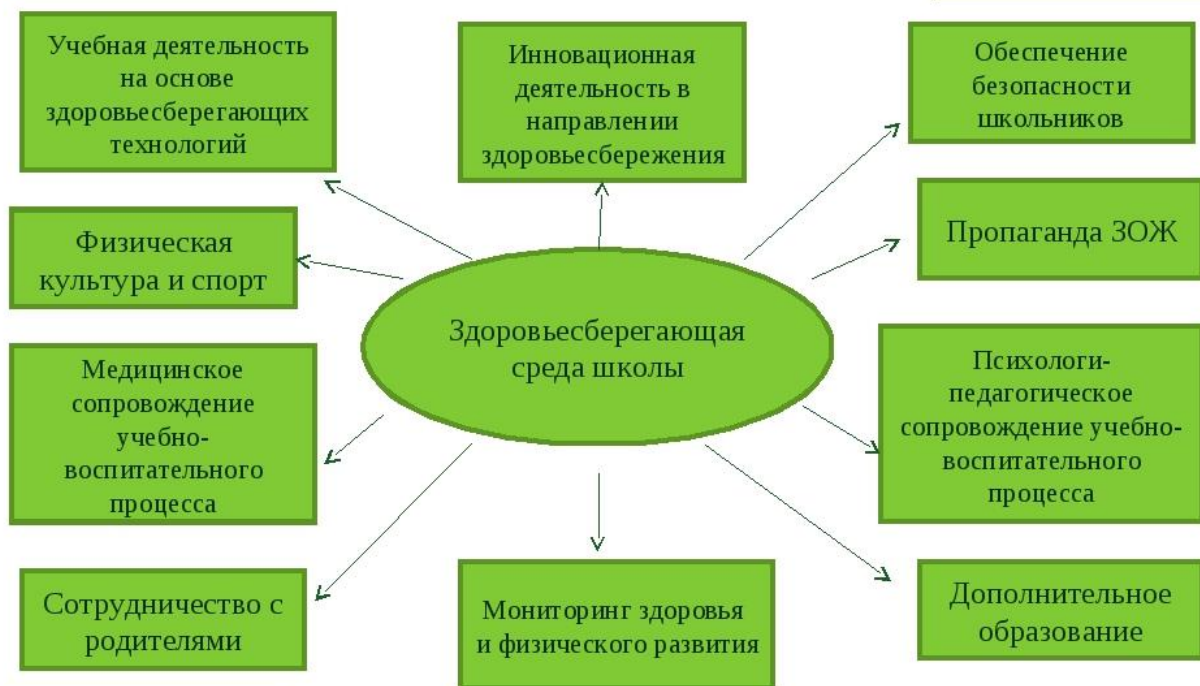 Учебная деятельность
на основе
здоровьесберегающих
технологий
Инновационная
деятельность в
направлении
здоровьесбережения
Обеспечение
безопасности
школьников
Физическая
культура и спорт
Пропаганда ЗОЖ
Здоровьесберегающая
среда школы
Медицинское
сопровождение
учебно-
воспитательного
процесса
Психологи-
педагогическое
сопровождение учебно-
воспитательного
процесса
Сотрудничество с
родителями
Мониторинг здоровья
и физического развития
Дополнительное
образование